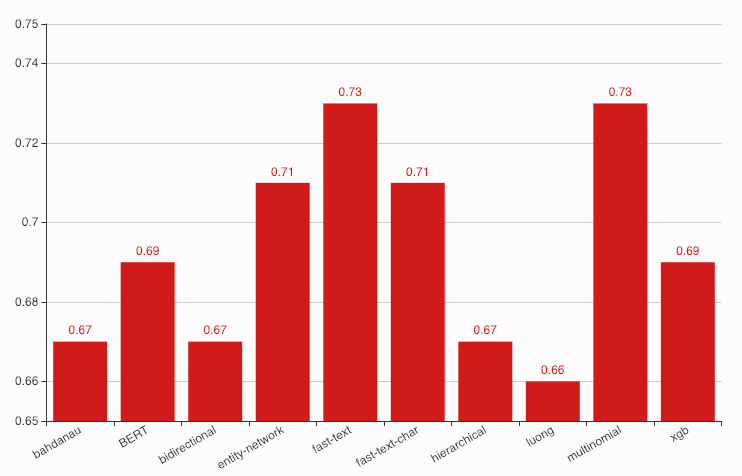 0.75
0.74
0.72
0.7
0.68
0.66
0.65
0.67
0.69
0.67
0.71
0.73
0.71
0.67
0.66
0.73
0.69
bahdanau
BERT
bidirectional
entity-network
fast-text
fast-text-char
hierarchical
luong
multinomial
xgb